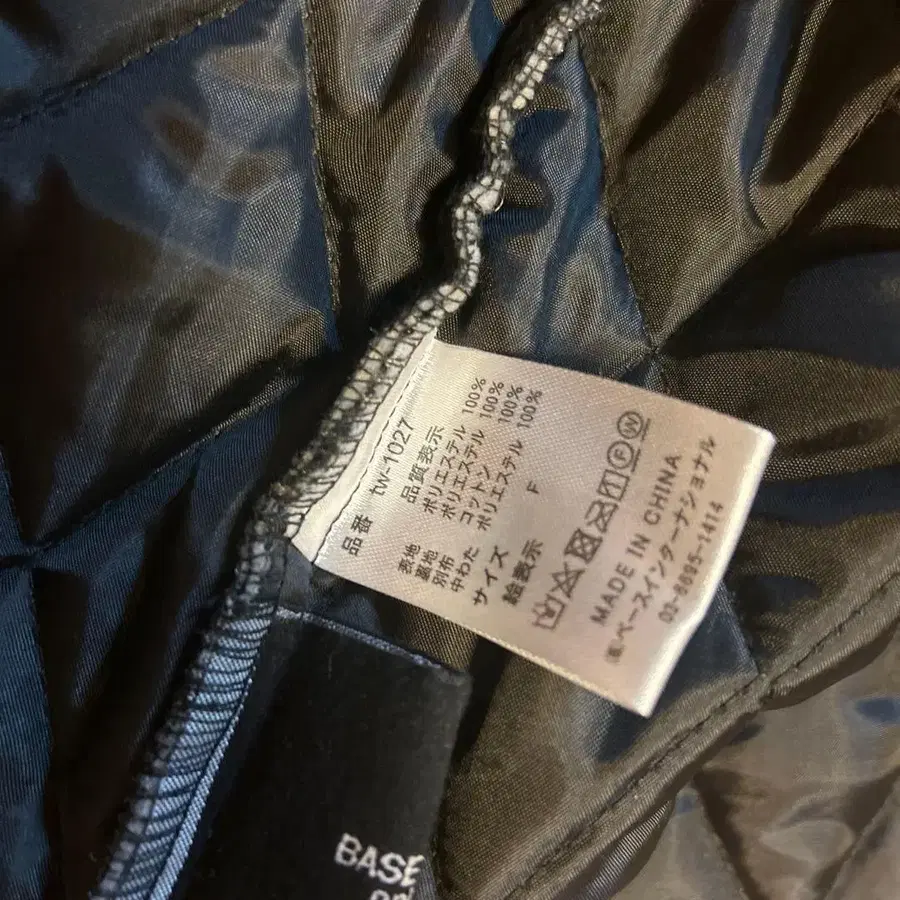 品番 tw-1027
品質表示
表地 ポリエステル 100%
裏地 ポリエステル 100%
別布 コットン 100%
中わた ポリエステル 100%
サイズ F
絵表示
MADE IN CHINA
ベースインターナショナル
03-8695-1414
BASE